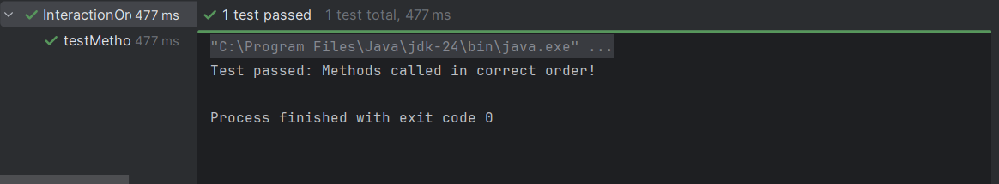 InteractionOr 477 ms
testMetho 477 ms
1 test passed 1 test total, 477 ms
"C:\Program Files\Java\jdk-24\bin\java.exe" ...
Test passed: Methods called in correct order!
Process finished with exit code 0